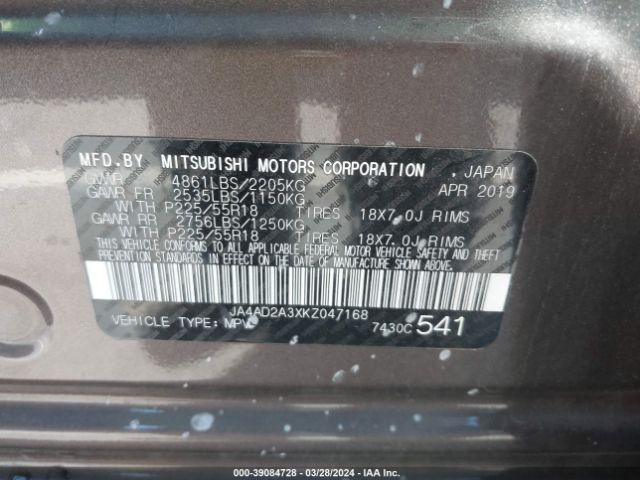 MFD.BY MITSUBISHI MOTORS CORPORATION , JAPAN
GVWR 4861LBS/2205KG APR 2019
GAWR FR 2535LBS/1150KG
WITH P225/55R18 TIRES 18X7.0J RIMS
GAWR RR 2756LBS/1250KG
WITH P225/55R18 TIRES 18X7.0J RIMS
THIS VEHICLE CONFORMS TO ALL APPLICABLE FEDERAL MOTOR VEHICLE SAFETY AND THEFT
PREVENTION STANDARDS IN EFFECT ON THE DATE OF MANUFACTURE SHOWN ABOVE.
JA4AD2A3XKZ047168
VEHICLE TYPE: MPV 7430C 541
000-39084728 - 03/28/2024 - IAA Inc.